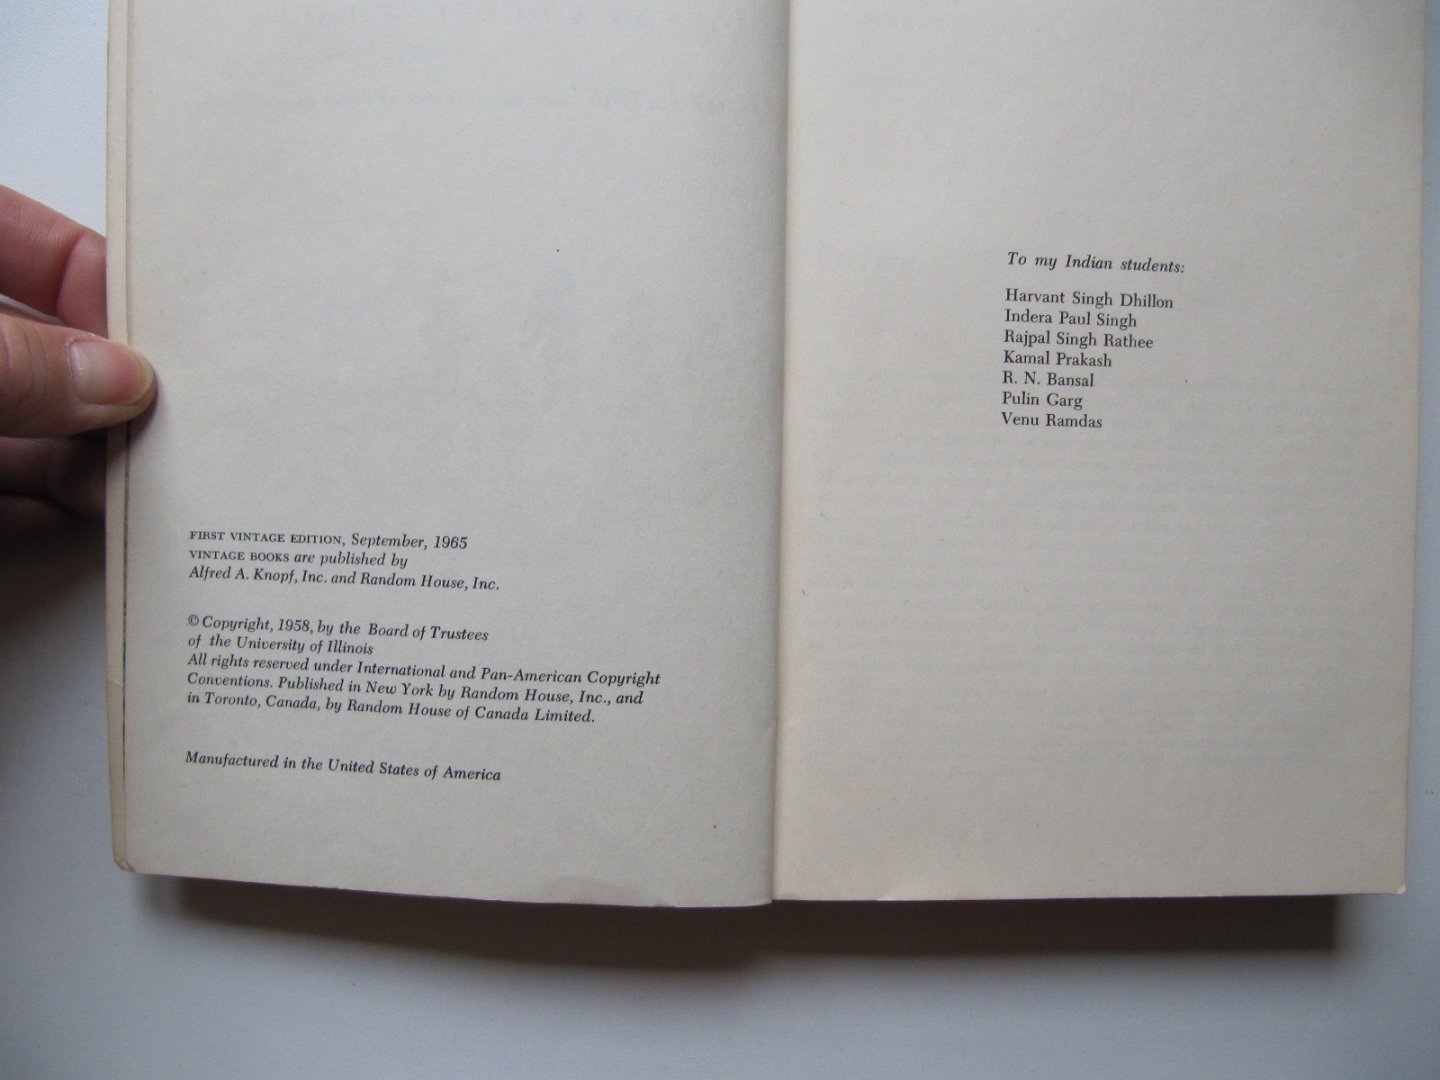 FIRST VINTAGE EDITION, September, 1965
VINTAGE BOOKS are published by
Alfred A. Knopf, Inc. and Random House, Inc.
© Copyright, 1958, by the Board of Trustees
of the University of Illinois
All rights reserved under International and Pan-American Copyright
Conventions. Published in New York by Random House, Inc., and
in Toronto, Canada, by Random House of Canada Limited.
Manufactured in the United States of America
To my Indian students:
Harvant Singh Dhillon
Indera Paul Singh
Rajpal Singh Rathee
Kamal Prakash
R. N. Bansal
Pulin Garg
Venu Ramdas